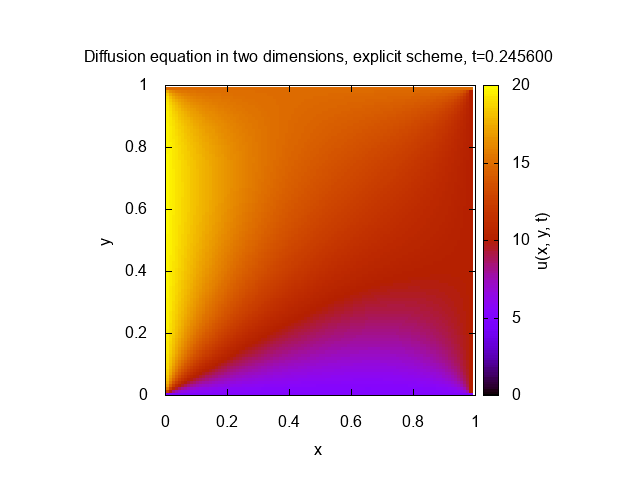 Diffusion equation in two dimensions, explicit scheme, t=0.245600
1
0.8
0.6
0.4
0.2
0
y
0 0.2 0.4 0.6 0.8 1
x
20
15
10
5
0
u(x, y, t)